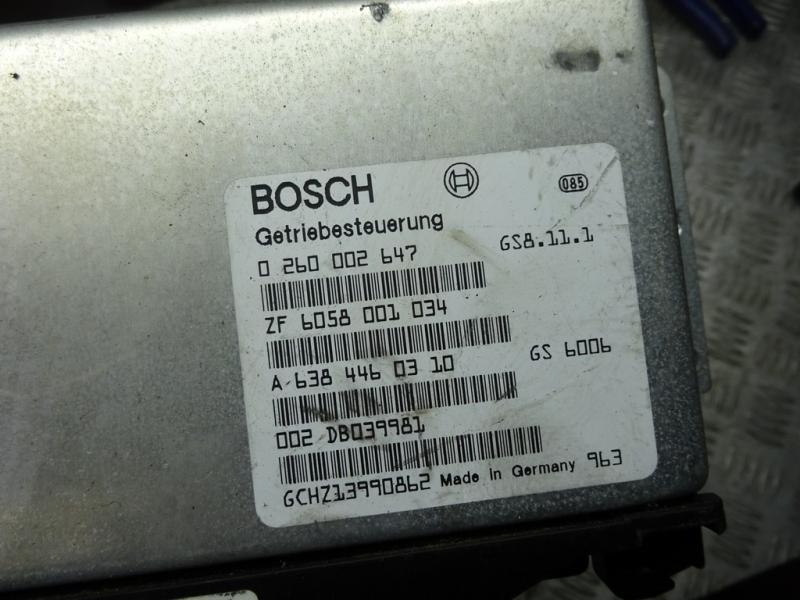 BOSCH
085
Getriebesteuerung
GS8.11.1
0 260 002 647
ZF 6058 001 034
GS 6006
A 638 446 03 10
002 DB039981
GCHZ13990862 Made in Germany 963